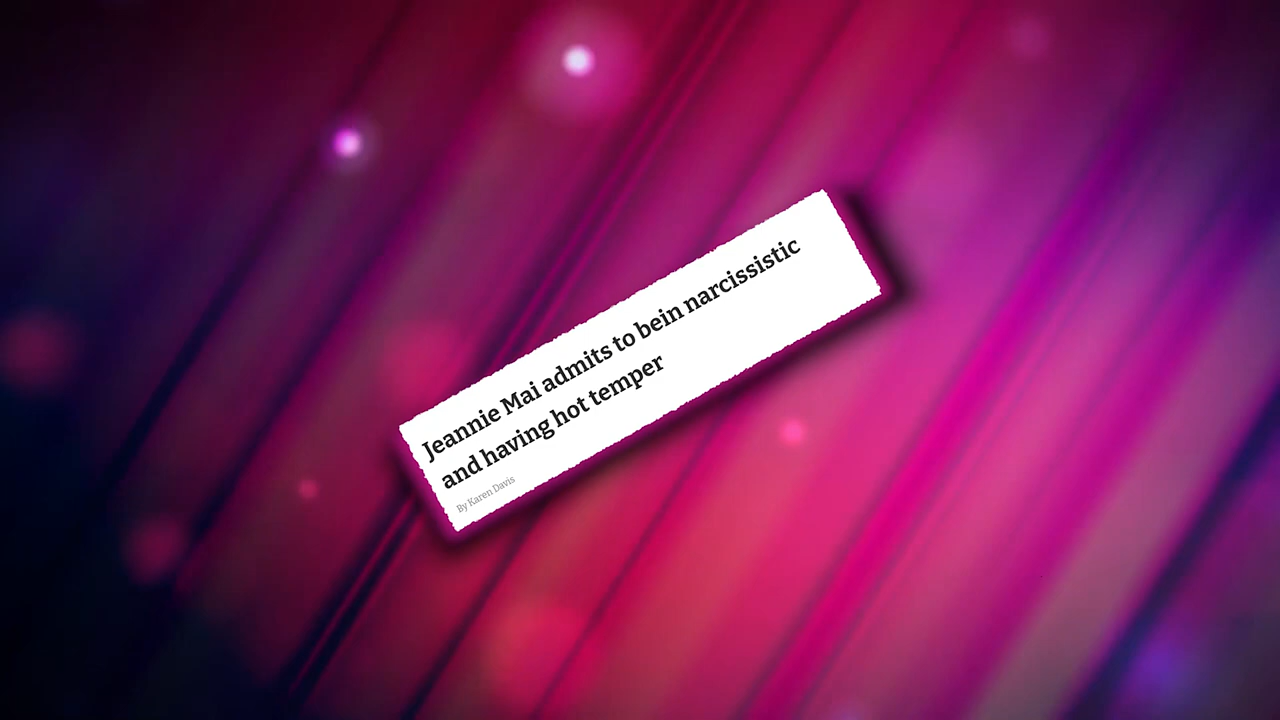 Jeannie Mai admits to bein narcissistic
and having hot temper
By Karen Davis